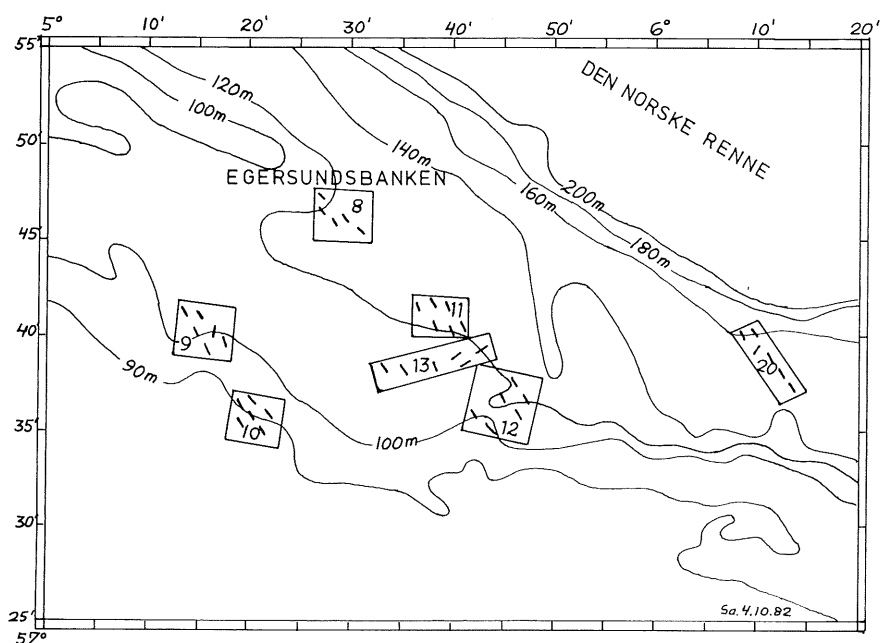 5° 10' 20' 30' 40' 50' 6° 10' 20'
55'
DEN NORSKE RENNE
120m
100m
50'
140m
EGERSUNDSBANKEN
200m
160m
8
45'
180m
11
40'
9
13
20
90m
35'
10
12
100m
30'
Sa. 4.10.82
25'
57°